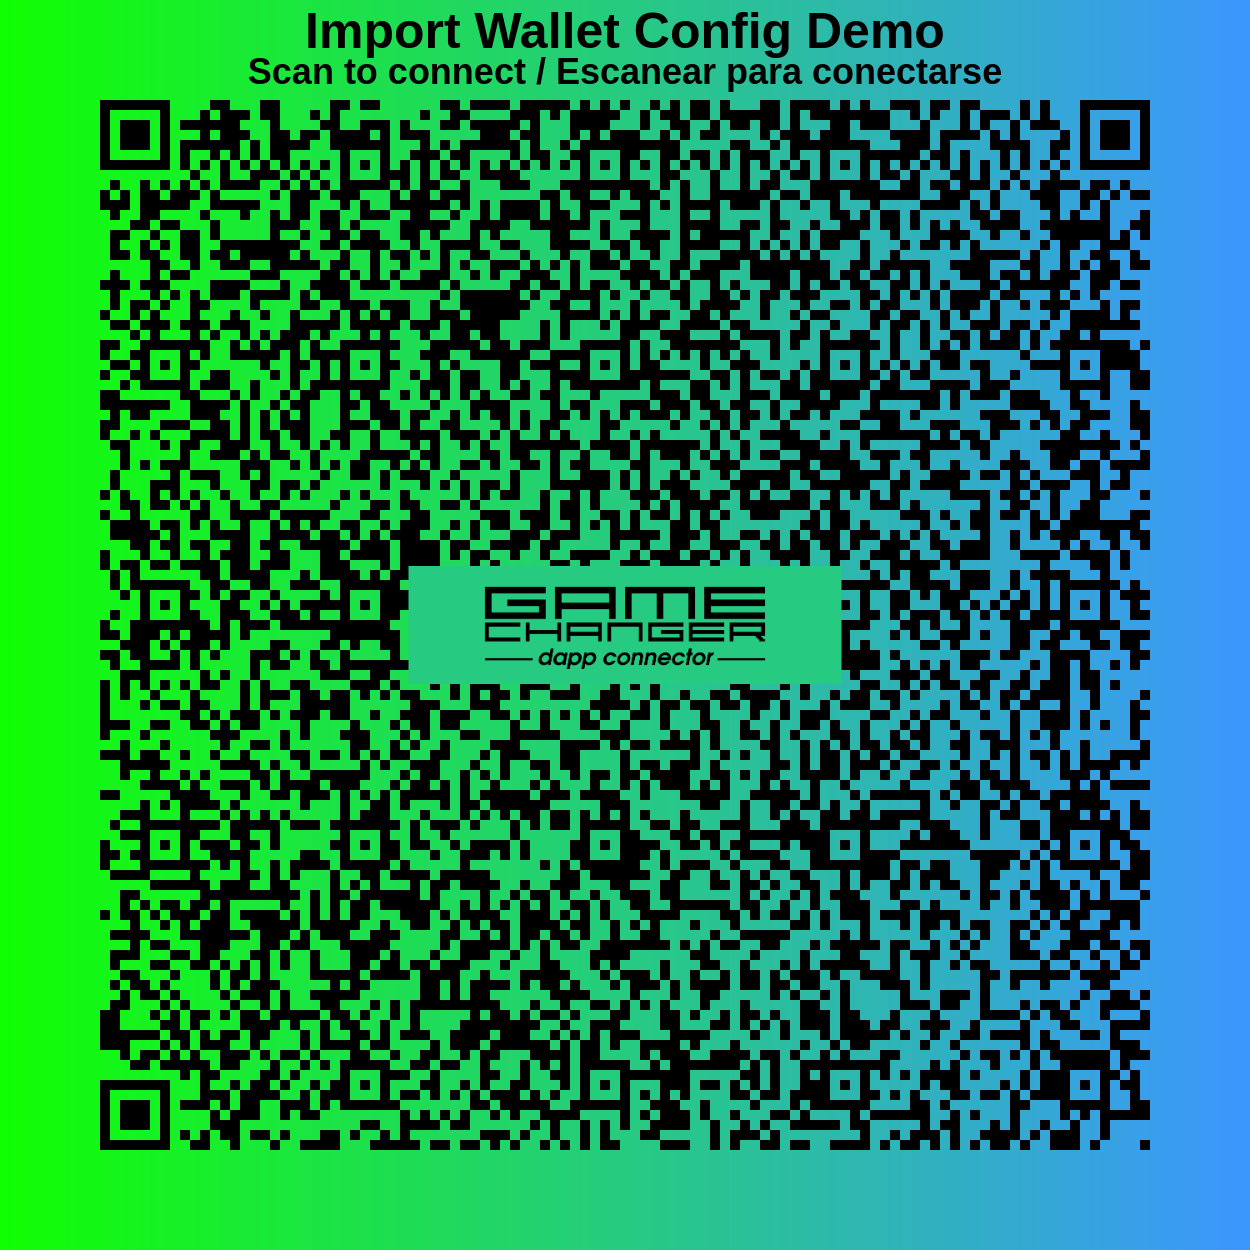 Import Wallet Config Demo
Scan to connect / Escanear para conectarse
GAME
CHANGER
dapp connector